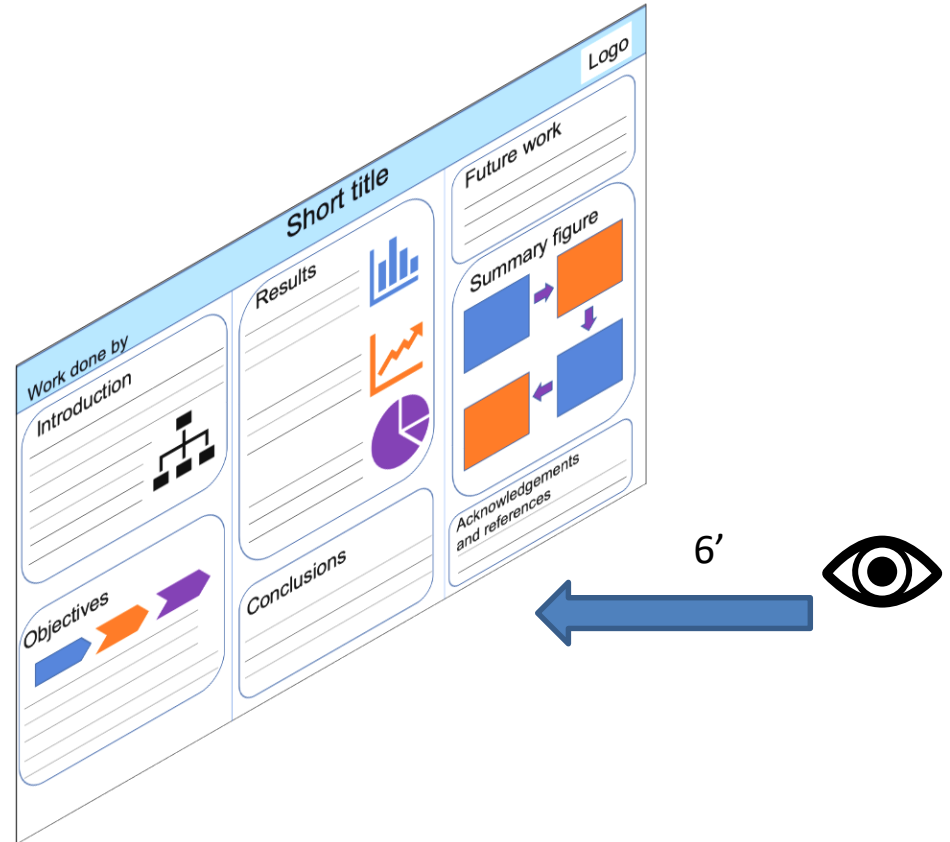 Logo
Short title
Work done by
Introduction
Objectives
Results
Conclusions
Future work
Summary figure
Acknowledgements
and references
6’